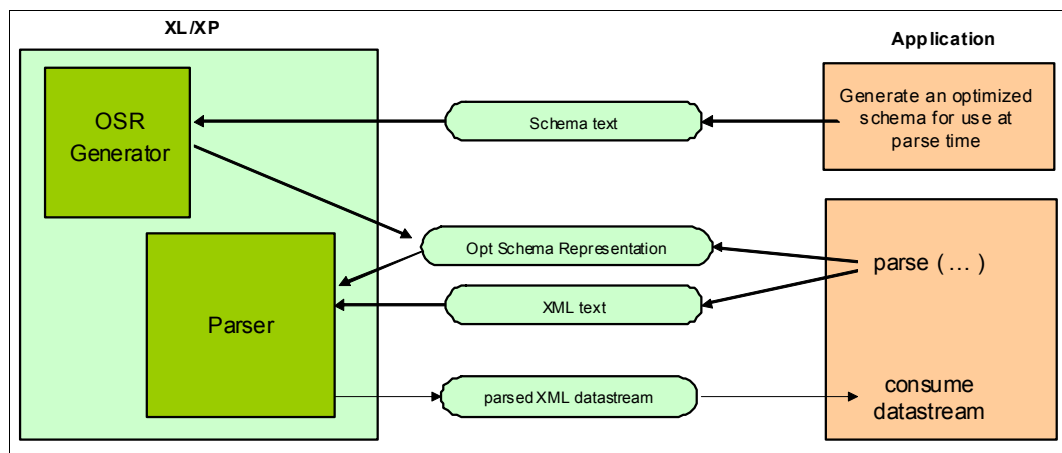 XL/XP
Application
OSR
Generator
Schema text
Generate an optimized
schema for use at
parse time
Opt Schema Representation
parse ( ... )
XML text
Parser
parsed XML datastream
consume
datastream